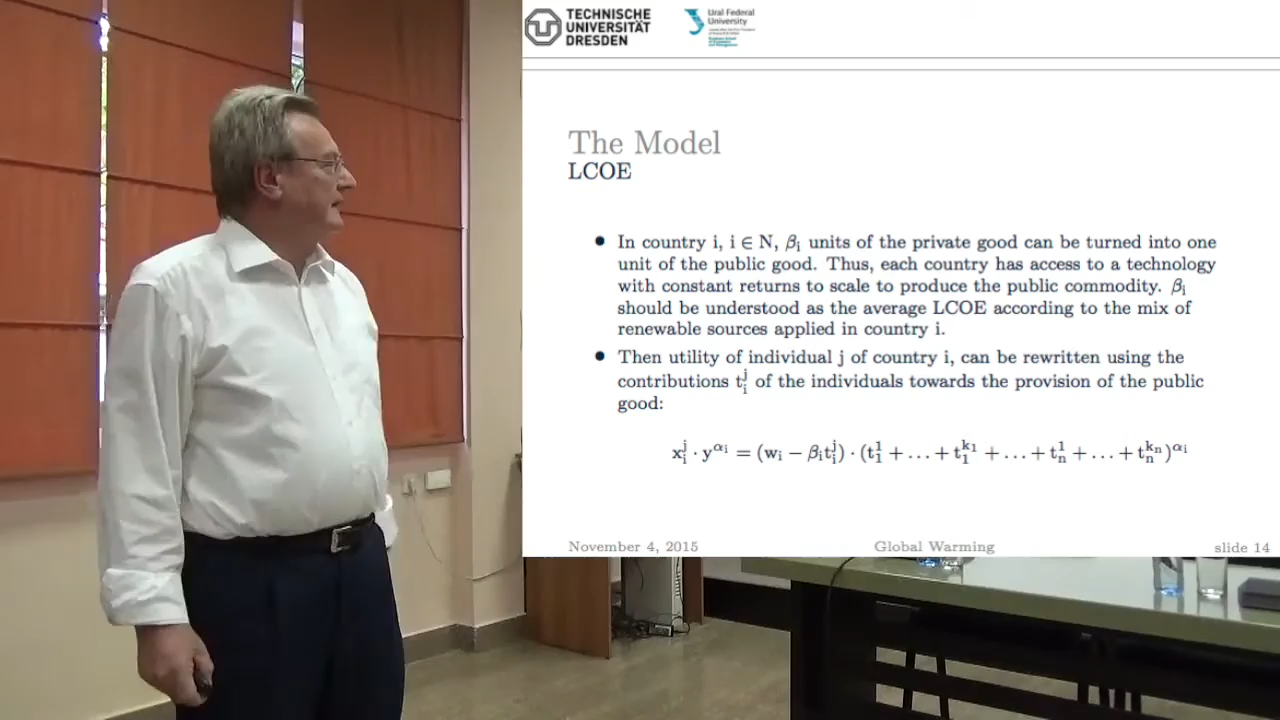 TECHNISCHE
UNIVERSITÄT
DRESDEN
Ural Federal
University
The Model
LCOE
• In country i, i ∈ N, βᵢ units of the private good can be turned into one
unit of the public good. Thus, each country has access to a technology
with constant returns to scale to produce the public commodity. βᵢ
should be understood as the average LCOE according to the mix of
renewable sources applied in country i.
• Then utility of individual j of country i, can be rewritten using the
contributions tᵢʲ of the individuals towards the provision of the public
good:
xᵢʲ · y^αᵢ = (wᵢ − βᵢtᵢʲ) · (t₁¹ + … + t₁^k₁ + … + tₙ¹ + … + tₙ^kₙ)^αᵢ
November 4, 2015 Global Warming slide 14